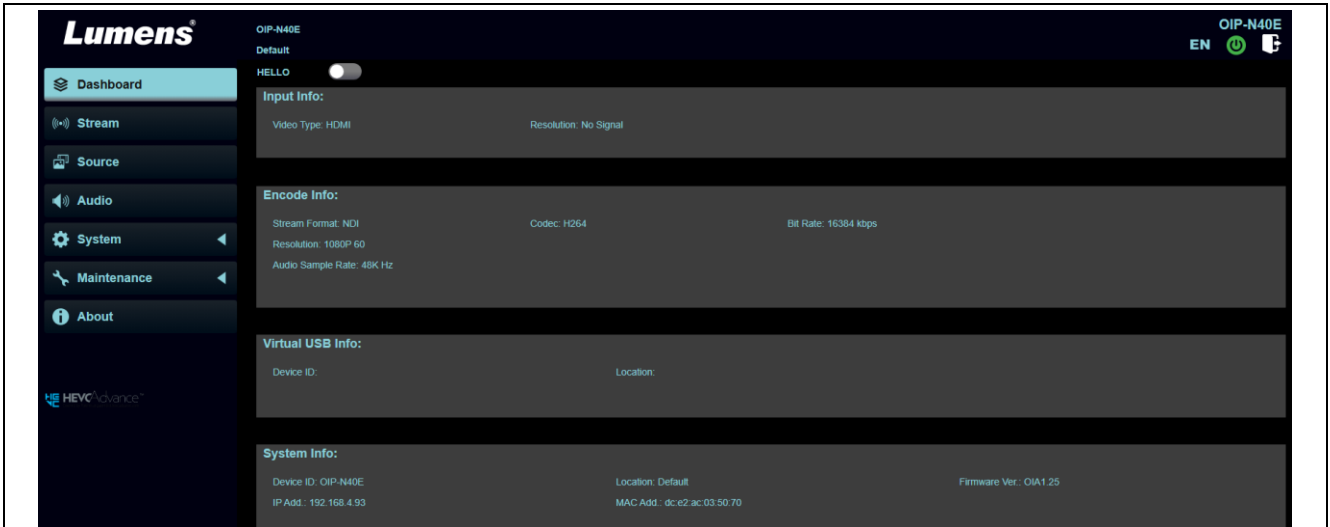 Lumens®
OIP-N40E
Default
OIP-N40E
EN
HELLO
Dashboard
Stream
Source
Audio
System
Maintenance
About
HEVC Advance™
Input Info:
Video Type: HDMI Resolution: No Signal
Encode Info:
Stream Format: NDI Codec: H264 Bit Rate: 16384 kbps
Resolution: 1080P 60
Audio Sample Rate: 48K Hz
Virtual USB Info:
Device ID: Location:
System Info:
Device ID: OIP-N40E Location: Default Firmware Ver.: OIA1.25
IP Add.: 192.168.4.93 MAC Add.: dc:e2:ac:03:50:70